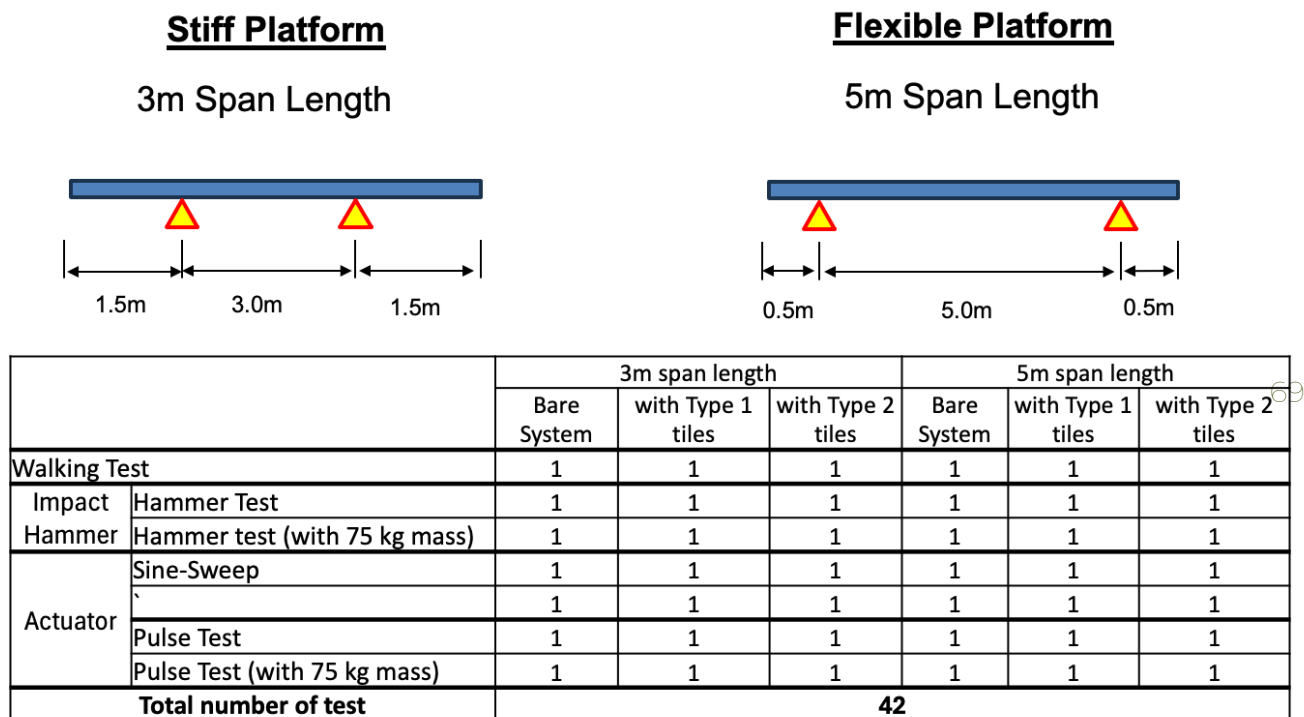 Stiff Platform
Flexible Platform
3m Span Length
5m Span Length
1.5m 3.0m 1.5m
0.5m 5.0m 0.5m
3m span length 5m span length
69
Bare System with Type 1 tiles with Type 2 tiles Bare System with Type 1 tiles with Type 2 tiles
Walking Test 1 1 1 1 1 1
Impact Hammer
Hammer Test 1 1 1 1 1 1
Hammer test (with 75 kg mass) 1 1 1 1 1 1
Actuator
Sine-Sweep 1 1 1 1 1 1
` 1 1 1 1 1 1
Pulse Test 1 1 1 1 1 1
Pulse Test (with 75 kg mass) 1 1 1 1 1 1
Total number of test 42